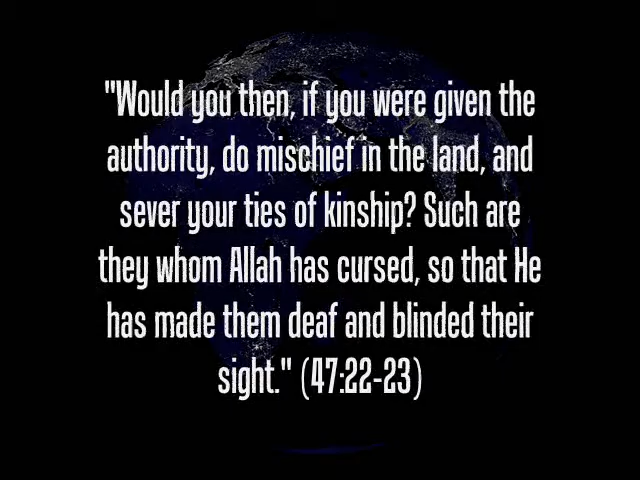 "Would you then, if you were given the
authority, do mischief in the land, and
sever your ties of kinship? Such are
they whom Allah has cursed, so that He
has made them deaf and blinded their
sight." (47:22-23)